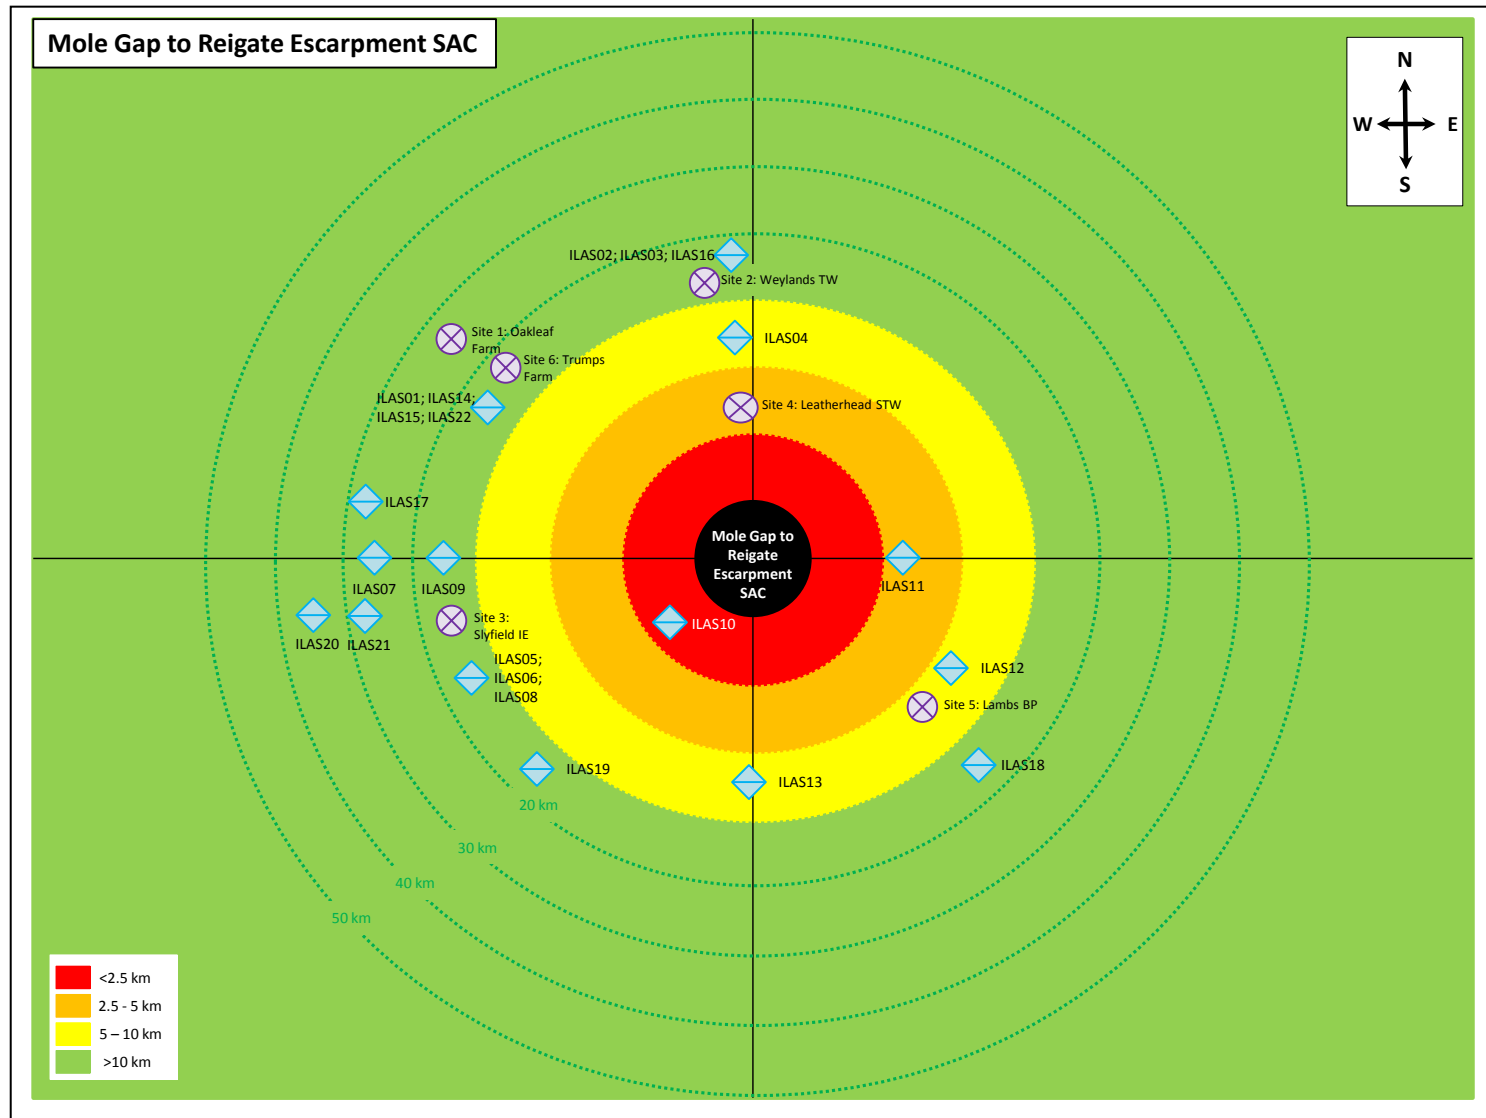 Mole Gap to Reigate Escarpment SAC
N
W
E
S
ILAS02; ILAS03; ILAS16
Site 2: Weylands TW
Site 1: Oakleaf
Farm
ILAS04
Site 6: Trumps
Farm
ILAS01; ILAS14;
ILAS15; ILAS22
Site 4: Leatherhead STW
ILAS17
Mole Gap to
Reigate
Escarpment
SAC
ILAS07
ILAS09
ILAS11
ILAS20
ILAS21
Site 3:
Slyfield IE
ILAS10
ILAS05;
ILAS06;
ILAS08
ILAS12
Site 5: Lambs BP
ILAS19
ILAS13
ILAS18
20 km
30 km
40 km
50 km
<2.5 km
2.5 - 5 km
5 – 10 km
>10 km